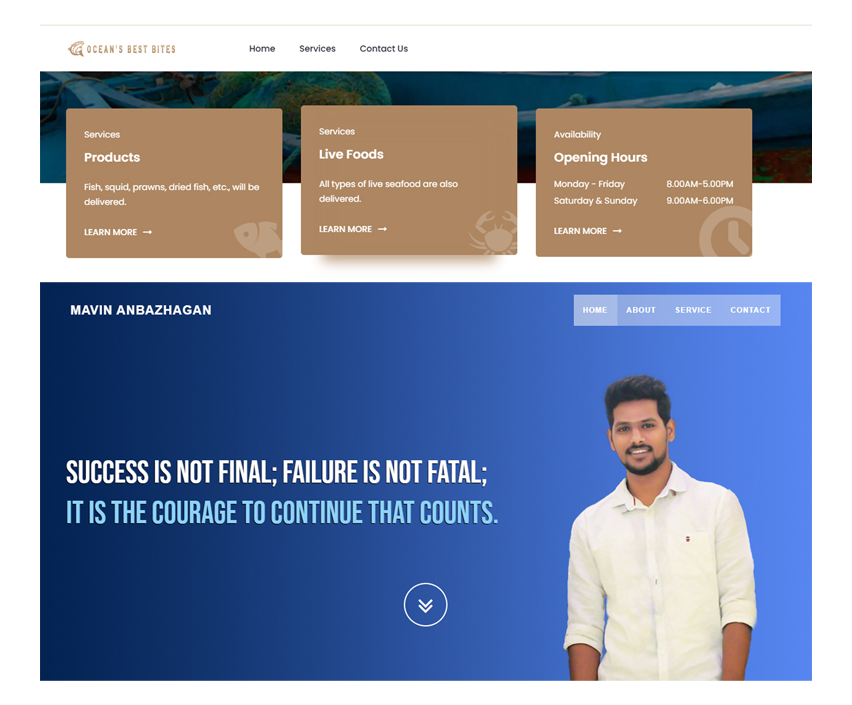 OCEAN'S BEST BITES
Home Services Contact Us
Services
Products
Fish, squid, prawns, dried fish, etc., will be
delivered.
LEARN MORE
Services
Live Foods
All types of live seafood are also
delivered.
LEARN MORE
Availability
Opening Hours
Monday - Friday 8.00AM-5.00PM
Saturday & Sunday 9.00AM-6.00PM
LEARN MORE
MAVIN ANBAZHAGAN
HOME ABOUT SERVICE CONTACT
SUCCESS IS NOT FINAL; FAILURE IS NOT FATAL;
IT IS THE COURAGE TO CONTINUE THAT COUNTS.